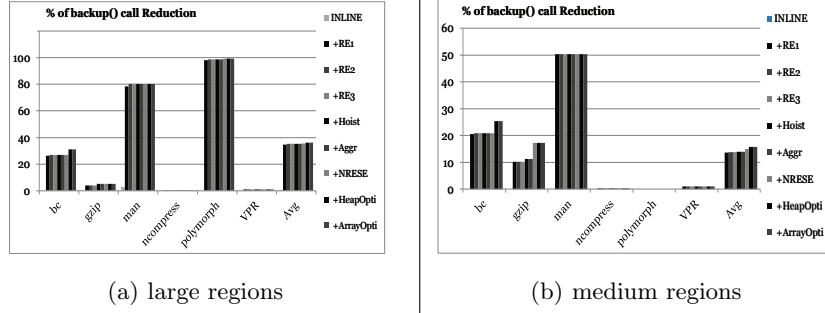 % of backup() call Reduction
100
80
60
40
20
0
bc
gzip
man
ncompress
polymorph
VPR
Avg
INLINE
+RE1
+RE2
+RE3
+Hoist
+Aggr
+NRESE
+HeapOpti
+ArrayOpti
(a) large regions
% of backup() call Reduction
60
50
40
30
20
10
0
bc
gzip
man
ncompress
polymorph
VPR
Avg
INLINE
+RE1
+RE2
+RE3
+Hoist
+Aggr
+NRESE
+HeapOpti
+ArrayOpti
(b) medium regions